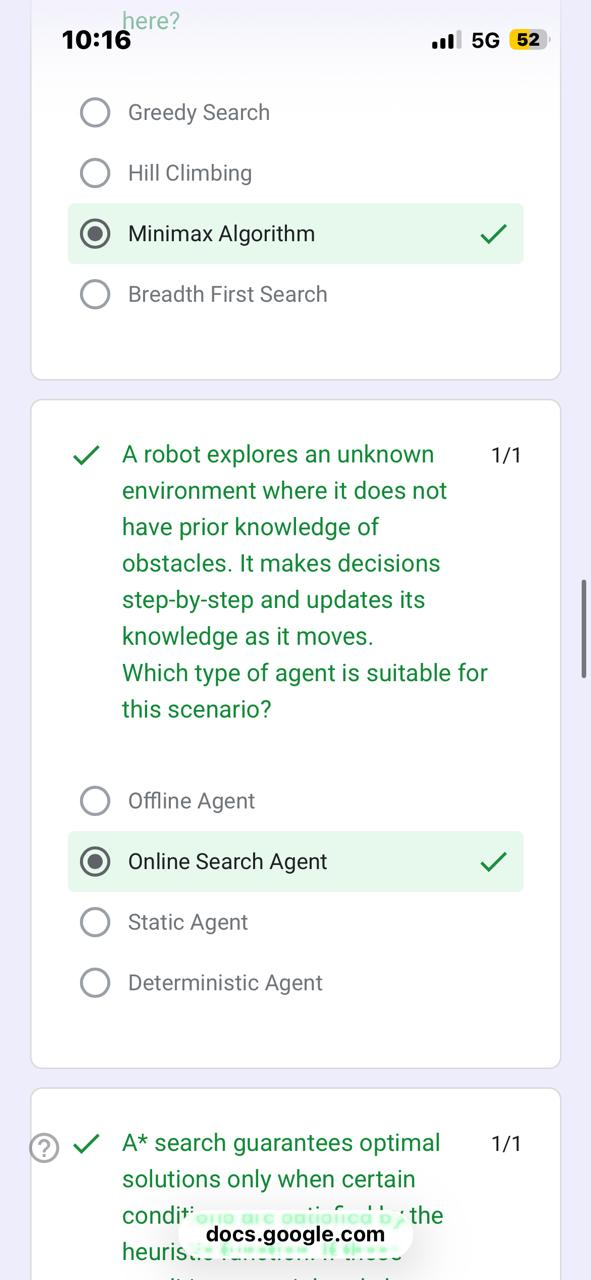 here?
10:16
5G 52
Greedy Search
Hill Climbing
Minimax Algorithm
Breadth First Search
A robot explores an unknown 1/1
environment where it does not
have prior knowledge of
obstacles. It makes decisions
step-by-step and updates its
knowledge as it moves.
Which type of agent is suitable for
this scenario?
Offline Agent
Online Search Agent
Static Agent
Deterministic Agent
A* search guarantees optimal 1/1
solutions only when certain
the
docs.google.com